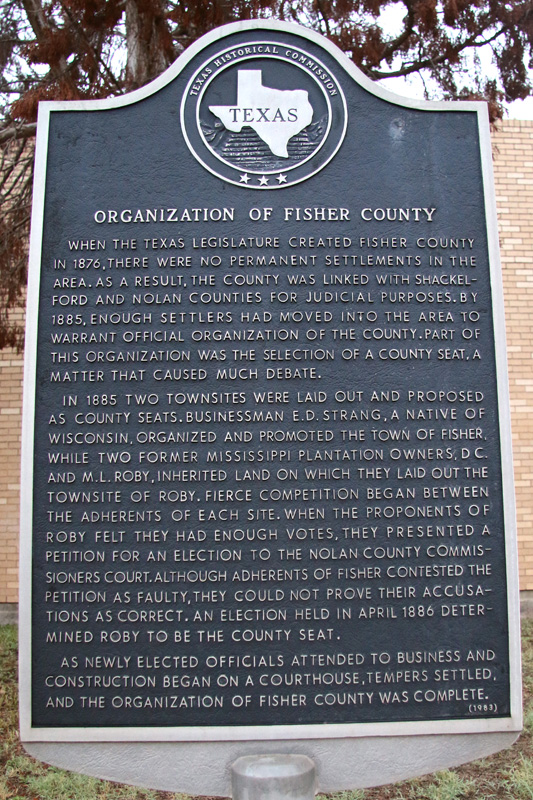 TEXAS HISTORICAL COMMISSION
TEXAS
ORGANIZATION OF FISHER COUNTY
WHEN THE TEXAS LEGISLATURE CREATED FISHER COUNTY
IN 1876, THERE WERE NO PERMANENT SETTLEMENTS IN THE
AREA. AS A RESULT, THE COUNTY WAS LINKED WITH SHACKEL-
FORD AND NOLAN COUNTIES FOR JUDICIAL PURPOSES. BY
1885, ENOUGH SETTLERS HAD MOVED INTO THE AREA TO
WARRANT OFFICIAL ORGANIZATION OF THE COUNTY. PART OF
THIS ORGANIZATION WAS THE SELECTION OF A COUNTY SEAT, A
MATTER THAT CAUSED MUCH DEBATE.
IN 1885 TWO TOWNSITES WERE LAID OUT AND PROPOSED
AS COUNTY SEATS. BUSINESSMAN E.D. STRANG, A NATIVE OF
WISCONSIN, ORGANIZED AND PROMOTED THE TOWN OF FISHER,
WHILE TWO FORMER MISSISSIPPI PLANTATION OWNERS, D C.
AND M.L. ROBY, INHERITED LAND ON WHICH THEY LAID OUT THE
TOWNSITE OF ROBY. FIERCE COMPETITION BEGAN BETWEEN
THE ADHERENTS OF EACH SITE. WHEN THE PROPONENTS OF
ROBY FELT THEY HAD ENOUGH VOTES, THEY PRESENTED A
PETITION FOR AN ELECTION TO THE NOLAN COUNTY COMMIS-
SIONERS COURT. ALTHOUGH ADHERENTS OF FISHER CONTESTED THE
PETITION AS FAULTY, THEY COULD NOT PROVE THEIR ACCUSA-
TIONS AS CORRECT. AN ELECTION HELD IN APRIL 1886 DETER-
MINED ROBY TO BE THE COUNTY SEAT.
AS NEWLY ELECTED OFFICIALS ATTENDED TO BUSINESS AND
CONSTRUCTION BEGAN ON A COURTHOUSE, TEMPERS SETTLED,
AND THE ORGANIZATION OF FISHER COUNTY WAS COMPLETE.
(1983)